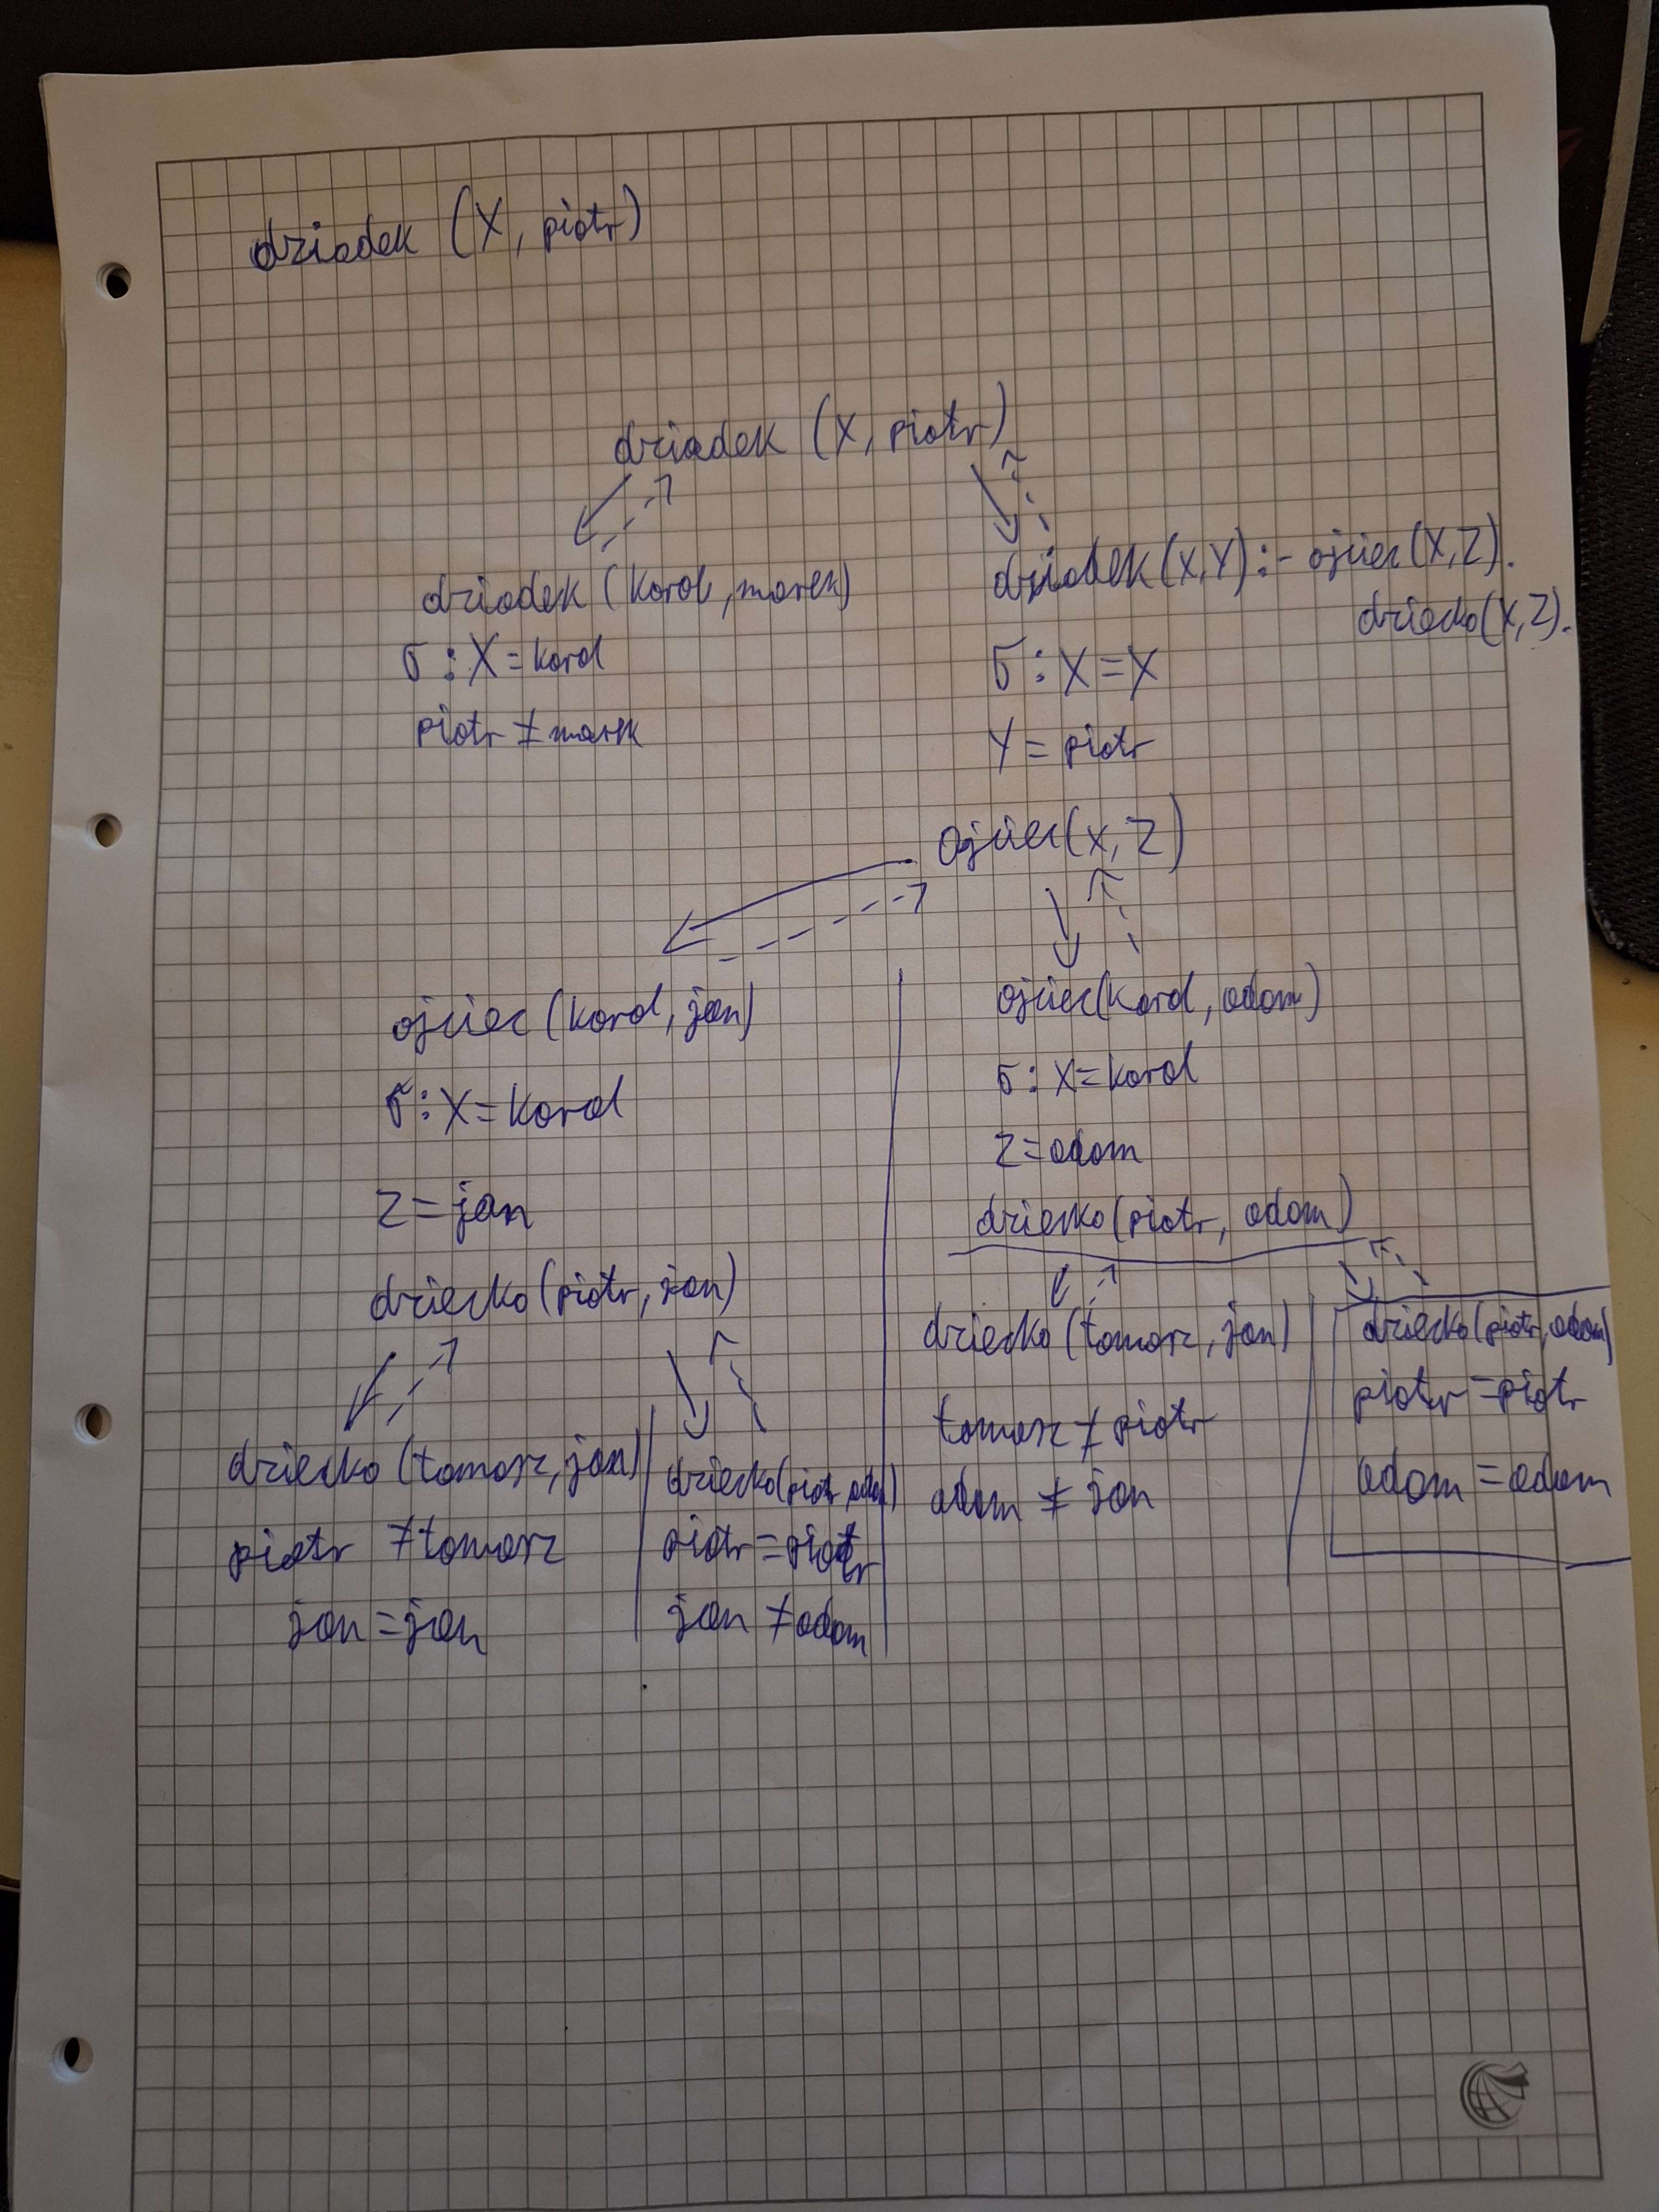 dziadek (X, piotr)
dziadek (X, piotr)
dziadek (karol, marek)
σ : X = karol
piotr ≠ marek
dziadek (X,Y) :- ojciec (X,Z).
dziecko (X,Z).
σ : X = X
Y = piotr
Ojciec (X, Z)
ojciec (karol, jan)
σ : X = karol
Z = jan
dziecko (piotr, jan)
dziecko (tomasz, jan)
piotr ≠ tomasz
jan = jan
dziecko (piotr, adam)
piotr = piotr
jan ≠ adam
ojciec (karol, adam)
σ : X = karol
Z = adam
dziecko (piotr, adam)
dziecko (tomasz, jan)
tomasz ≠ piotr
adam ≠ jan
dziecko (piotr, adam)
piotr = piotr
adam = adam